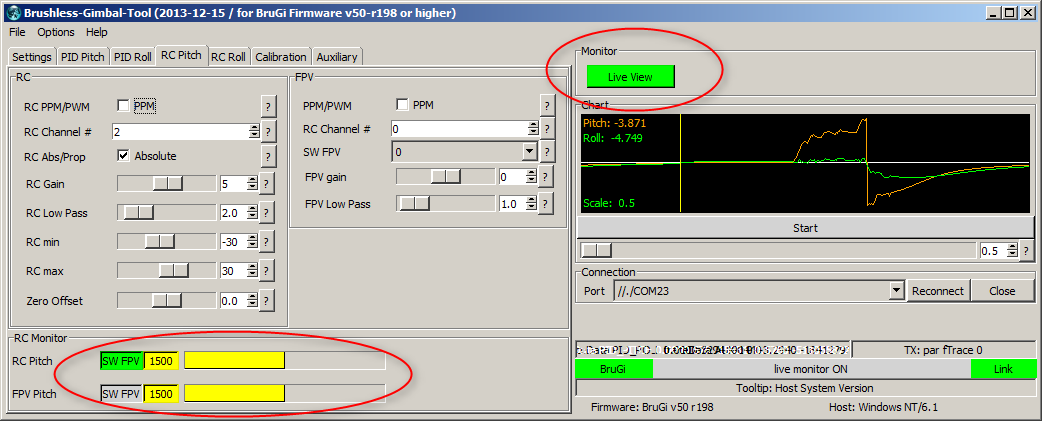 Brushless-Gimbal-Tool (2013-12-15 / for BruGi Firmware v50-r198 or higher)
File Options Help
Settings PID Pitch PID Roll RC Pitch RC Roll Calibration Auxiliary
RC
RC PPM/PWM PPM ?
RC Channel # 2 ?
RC Abs/Prop Absolute ?
RC Gain 5 ?
RC Low Pass 2.0 ?
RC min -30 ?
RC max 30 ?
Zero Offset 0.0 ?
FPV
PPM/PWM PPM ?
RC Channel # 0 ?
SW FPV 0 ?
FPV gain 0 ?
FPV Low Pass 1.0 ?
RC Monitor
RC Pitch SW FPV 1500
FPV Pitch SW FPV 1500
Monitor
Live View
Chart
Pitch: -3.871
Roll: -4.749
Scale: 0.5
Start
0.5 ?
Connection
Port //./COM23 Reconnect Close
TX: par fTrace 0
BruGi live monitor ON Link
Tooltip: Host System Version
Firmware: BruGi v50 r198 Host: Windows NT/6.1